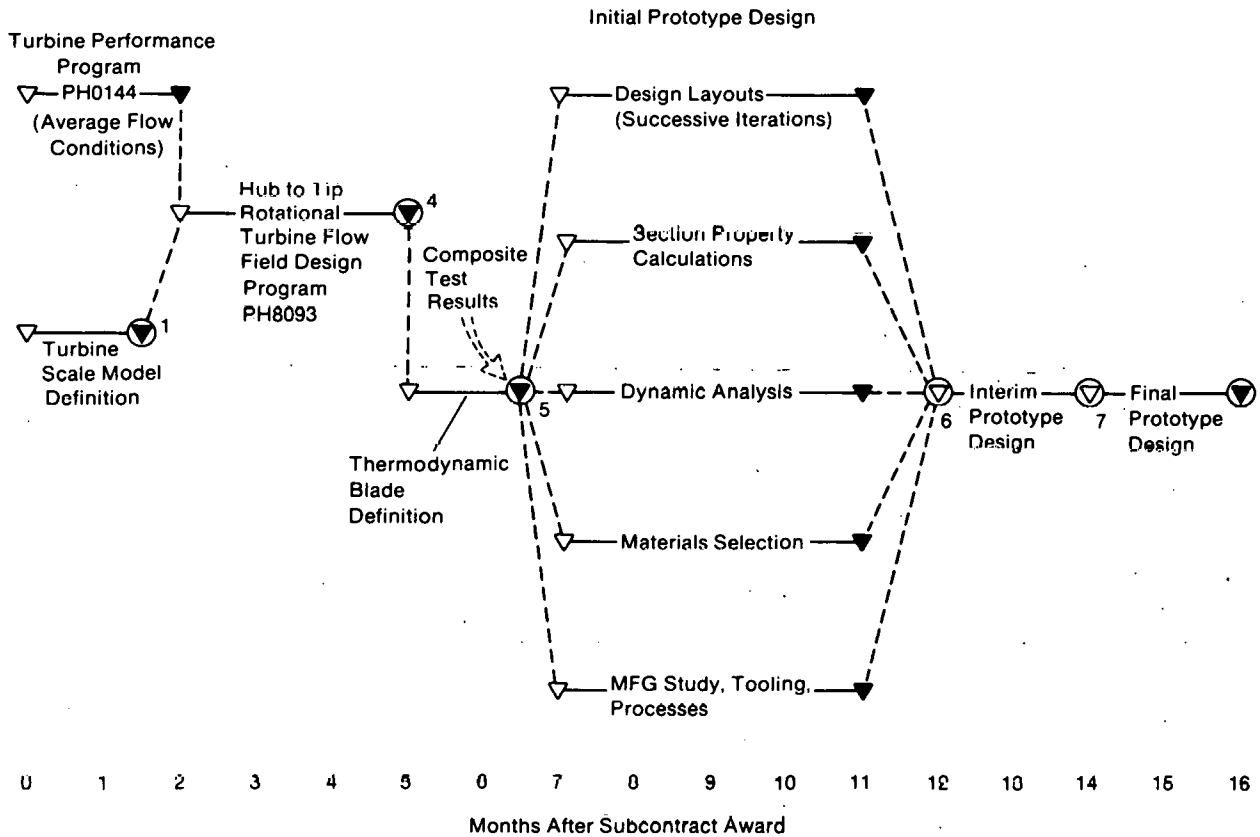 Initial Prototype Design
Turbine Performance
Program
PH0144
(Average Flow
Conditions)
Design Layouts
(Successive Iterations)
Hub to Tip
Rotational
Turbine Flow
Field Design
Program
PH8093
4
Section Property
Calculations
Composite
Test
Results
1
Turbine
Scale Model
Definition
5
Dynamic Analysis
6
Interim
Prototype
Design
7
Final
Prototype
Design
Thermodynamic
Blade
Definition
Materials Selection
MFG Study, Tooling,
Processes
0 1 2 3 4 5 6 7 8 9 10 11 12 13 14 15 16
Months After Subcontract Award